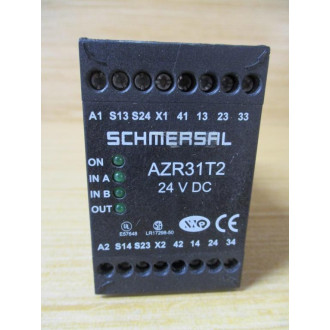 A1 S13 S24 X1 41 13 23 33
SCHMERSAL
ON
AZR31T2
IN A
24 V DC
IN B
OUT
CE
A2 S14 S23 X2 42 14 24 34